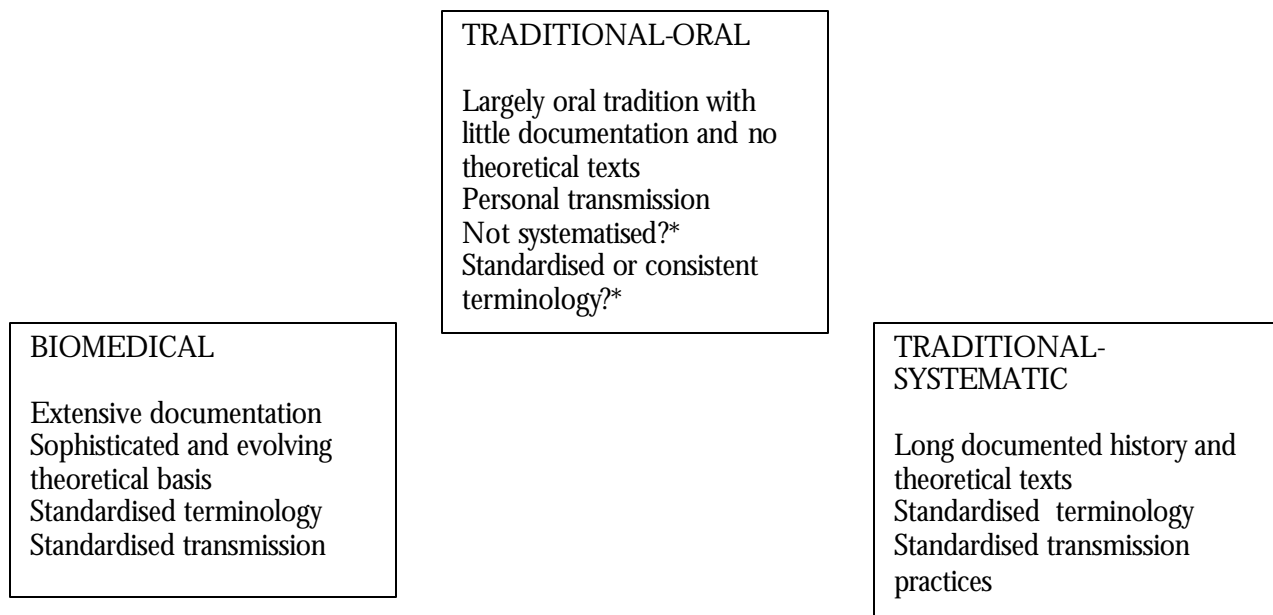 TRADITIONAL-ORAL
Largely oral tradition with
little documentation and no
theoretical texts
Personal transmission
Not systematised?*
Standardised or consistent
terminology?*
BIOMEDICAL
Extensive documentation
Sophisticated and evolving
theoretical basis
Standardised terminology
Standardised transmission
TRADITIONAL-
SYSTEMATIC
Long documented history and
theoretical texts
Standardised terminology
Standardised transmission
practices